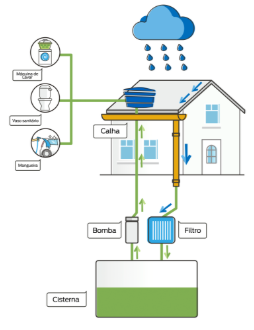 Máquina de
Lavar
Vaso sanitário
Mangueira
Calha
Bomba
Filtro
Cisterna